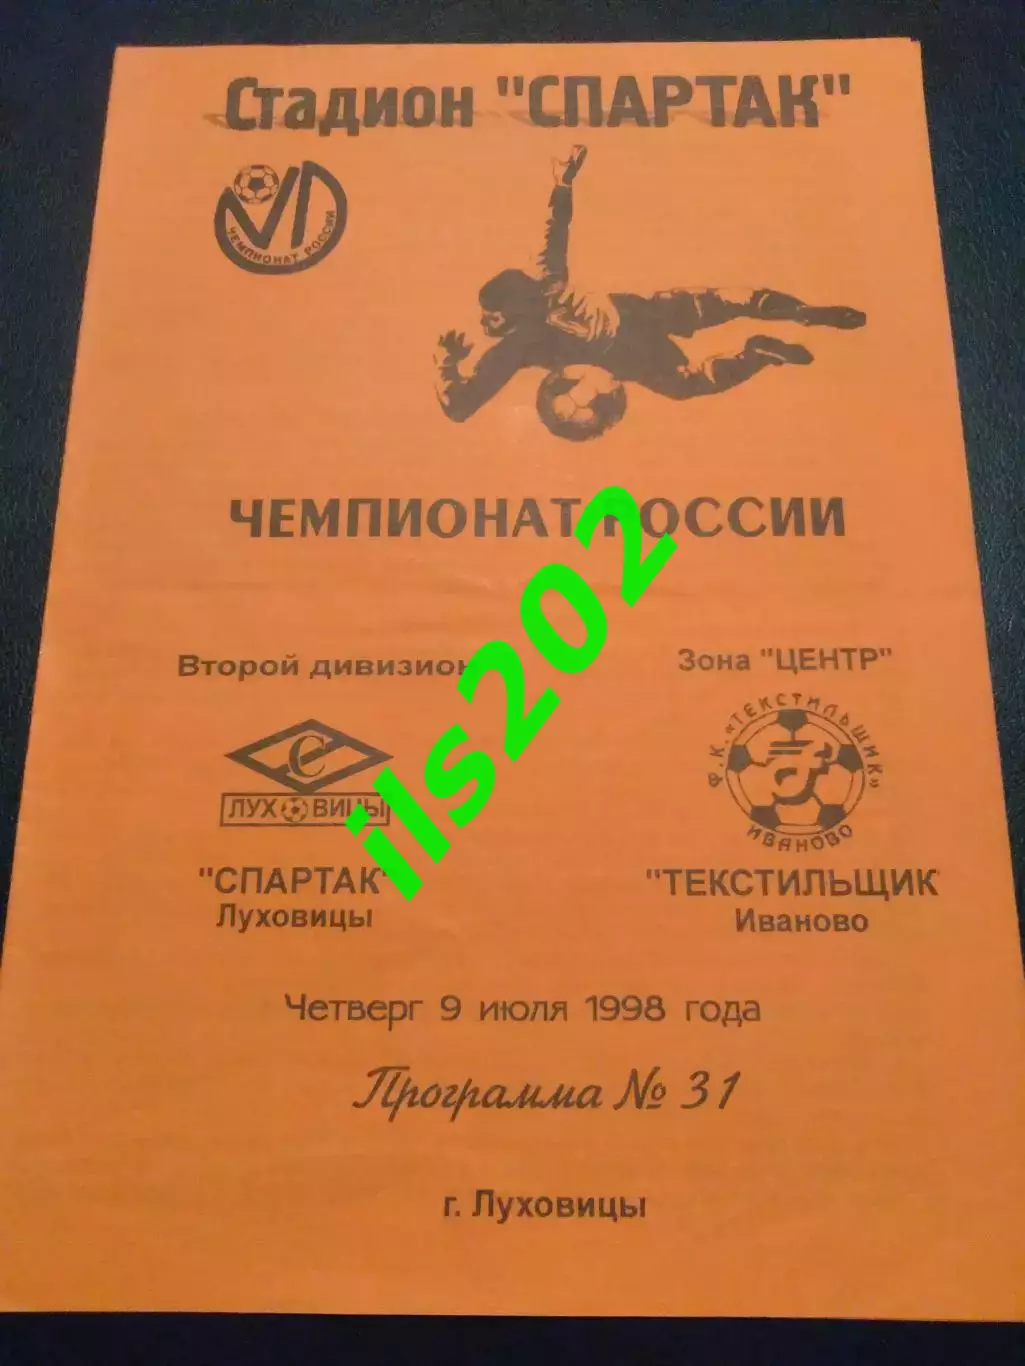 Стадион "СПАРТАК"
ЧЕМПИОНАТ РОССИИ
ЧЕМПИОНАТ РОССИИ
Второй дивизион
Зона "ЦЕНТР"
Ф.К. «ТЕКСТИЛЬЩИК»
ИВАНОВО
С
ЛУХОВИЦЫ
"СПАРТАК"
Луховицы
"ТЕКСТИЛЬЩИК
Иваново
ils202
Четверг 9 июля 1998 года
Программа № 31
г. Луховицы